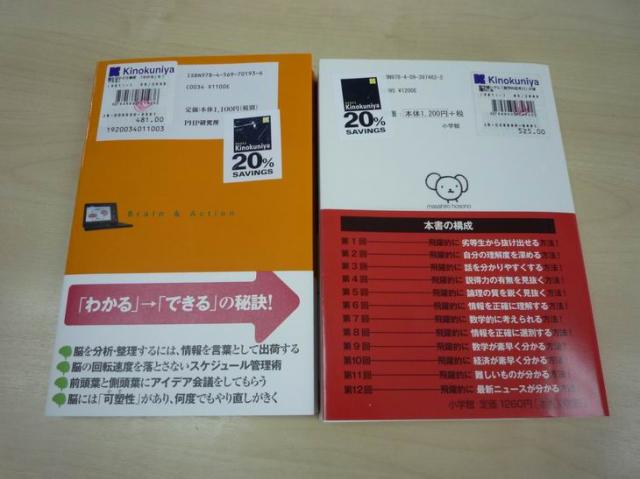 Kinokuniya
ISBN978-4-569-70193-6
C0034 ¥1100E
定価:本体1,100円(税別)
PHP研究所
481.00
1920034011003
Kinokuniya
20%
SAVINGS
Brain & Action
「わかる」→「できる」の秘訣!
脳を分析・整理するには、情報を言葉として出荷する
脳の回転速度を落とさないスケジュール管理術
前頭葉と側頭葉にアイデア会議をしてもらう
脳には「可塑性」があり、何度でもやり直しがきく
Kinokuniya
20%
SAVINGS
¥1200E
本体1,200円+税
小学館
Kinokuniya
525.00
masahiro hosono
本書の構成
第1回 飛躍的に 劣等生から抜け出せる方法!
第2回 飛躍的に 自分の理解度を深める方法!
第3回 飛躍的に 話を分かりやすくする方法!
第4回 飛躍的に 説得力の有無を見抜く方法!
第5回 飛躍的に 論理の質を鋭く見抜く方法!
第6回 飛躍的に 情報を正確に理解する方法!
第7回 飛躍的に 数学的に考えられる方法!
第8回 飛躍的に 情報を正確に選別する方法!
第9回 飛躍的に 数学が素早く分かる方法!
第10回 飛躍的に 経済が素早く分かる方法!
第11回 飛躍的に 難しいものが分かる方法!
第12回 飛躍的に 最新ニュースが分かる方法!
小学館 定価1260円